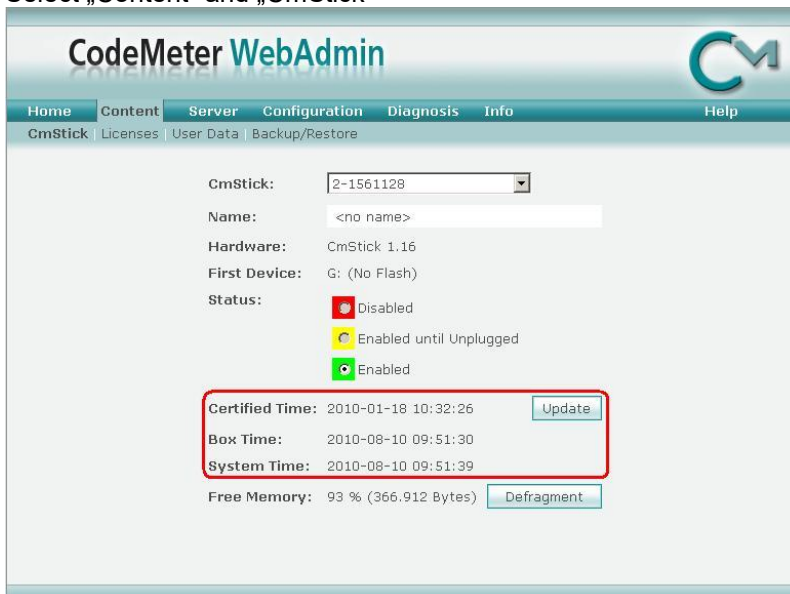 Select „Content“ and „CmStick“
CodeMeter WebAdmin
CM
Home Content Server Configuration Diagnosis Info Help
CmStick | Licenses | User Data | Backup/Restore
CmStick: 2-1561128
Name: <no name>
Hardware: CmStick 1.16
First Device: G: (No Flash)
Status:
Disabled
Enabled until Unplugged
Enabled
Certified Time: 2010-01-18 10:32:26 Update
Box Time: 2010-08-10 09:51:30
System Time: 2010-08-10 09:51:39
Free Memory: 93 % (366.912 Bytes) Defragment